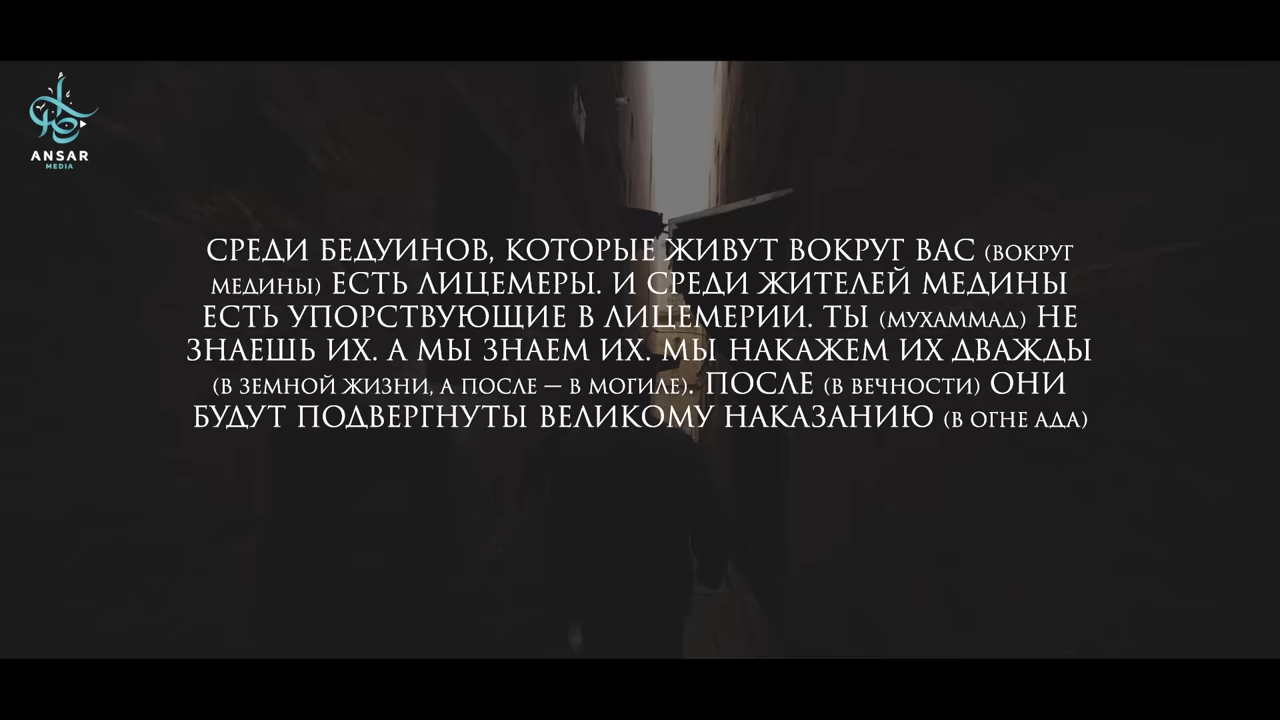 ANSAR
MEDIA
СРЕДИ БЕДУИНОВ, КОТОРЫЕ ЖИВУТ ВОКРУГ ВАС (ВОКРУГ
МЕДИНЫ) ЕСТЬ ЛИЦЕМЕРЫ. И СРЕДИ ЖИТЕЛЕЙ МЕДИНЫ
ЕСТЬ УПОРСТВУЮЩИЕ В ЛИЦЕМЕРИИ. ТЫ (МУХАММАД) НЕ
ЗНАЕШЬ ИХ. А МЫ ЗНАЕМ ИХ. МЫ НАКАЖЕМ ИХ ДВАЖДЫ
(В ЗЕМНОЙ ЖИЗНИ, А ПОСЛЕ — В МОГИЛЕ). ПОСЛЕ (В ВЕЧНОСТИ) ОНИ
БУДУТ ПОДВЕРГНУТЫ ВЕЛИКОМУ НАКАЗАНИЮ (В ОГНЕ АДА)